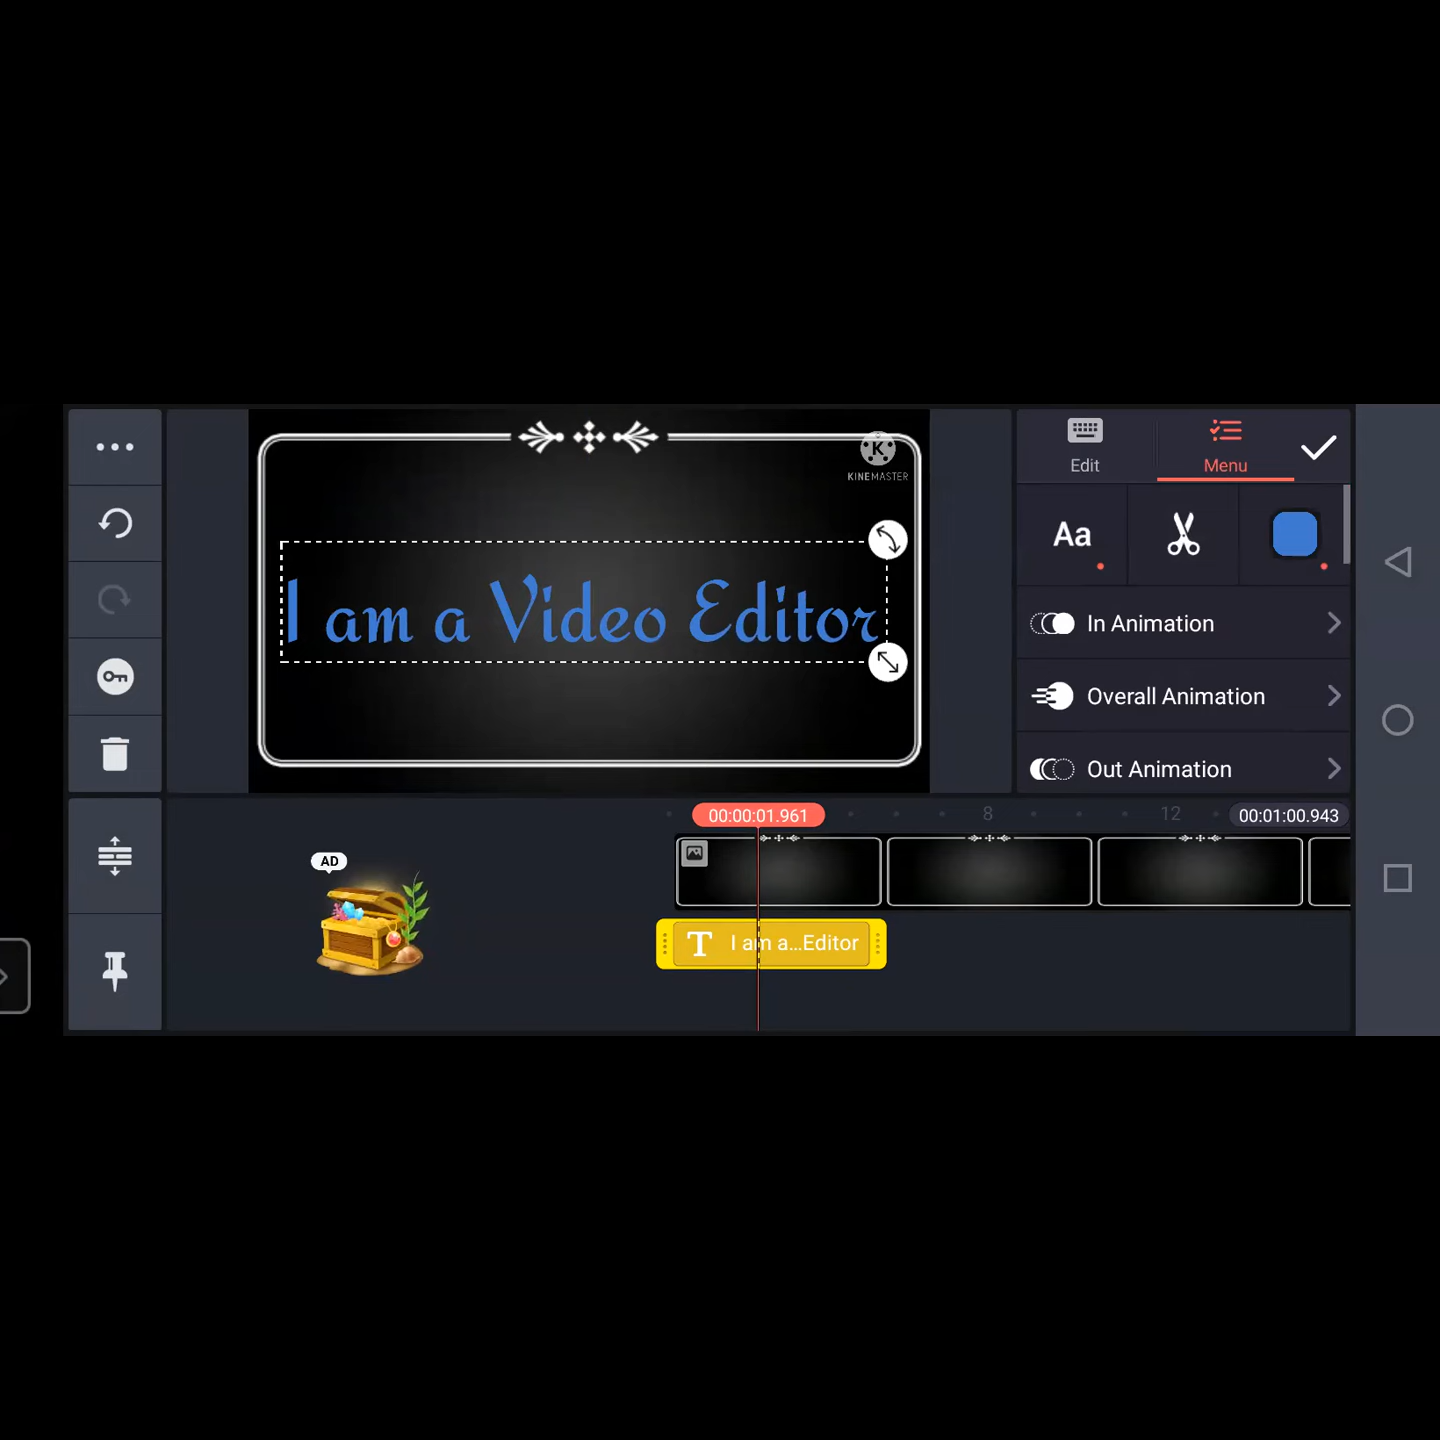 Edit
Menu
K
KINEMASTER
Aa
I am a Video Editor
In Animation
Overall Animation
Out Animation
00:00:01.961
8
12
00:01:00.943
AD
T I am a...Editor